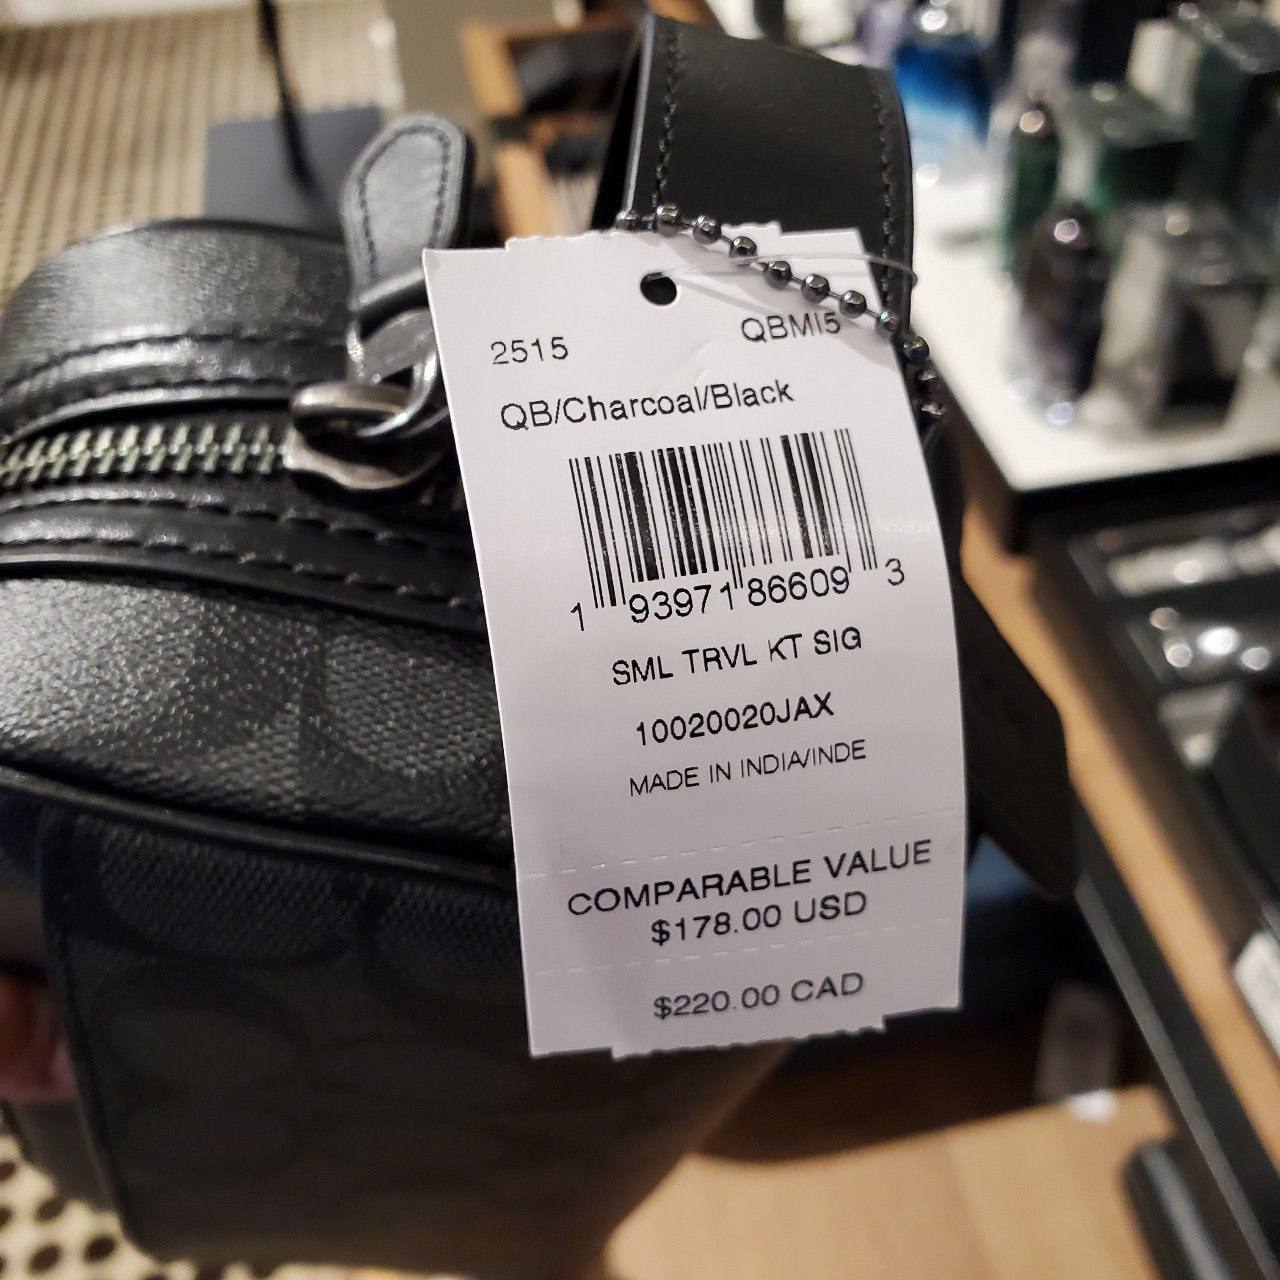 2515 QBMI5
QB/Charcoal/Black
1 93971 86609 3
SML TRVL KT SIG
10020020JAX
MADE IN INDIA/INDE
COMPARABLE VALUE
$178.00 USD
$220.00 CAD